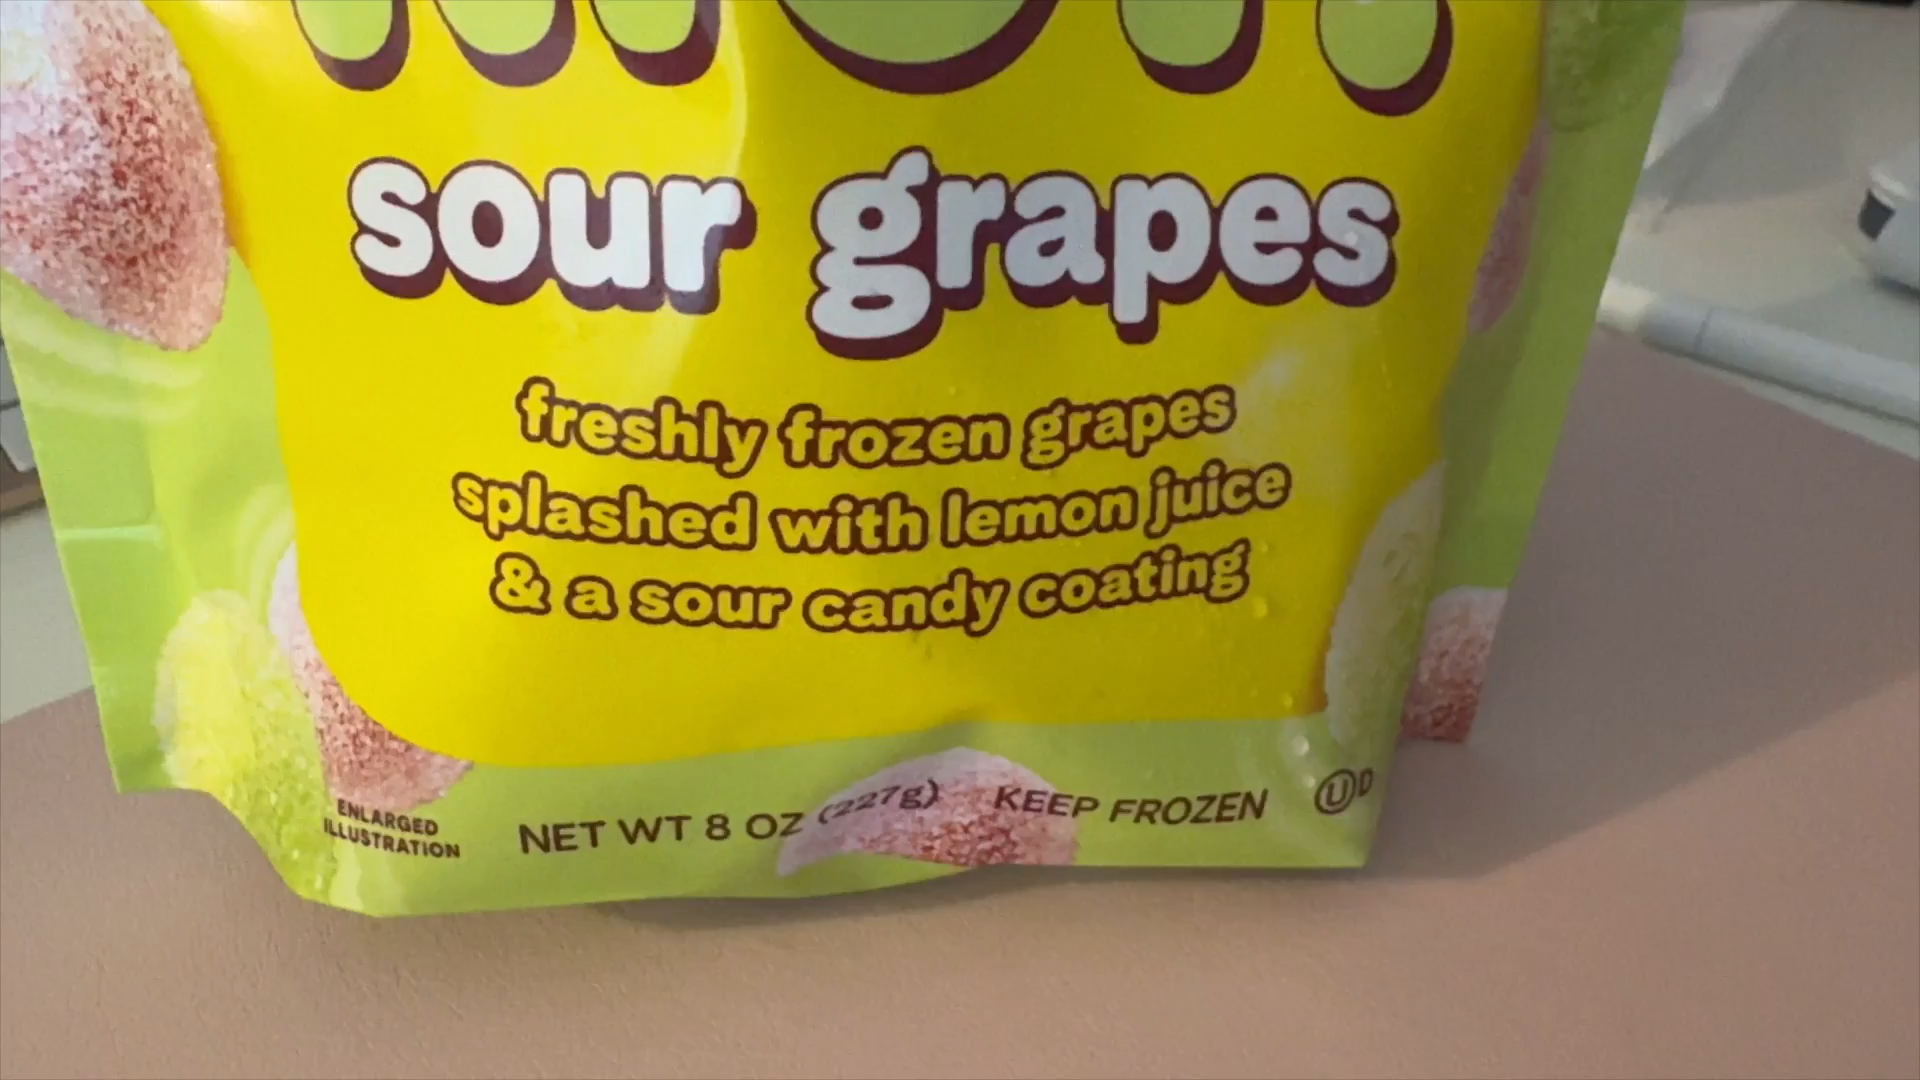 sour grapes
freshly frozen grapes
splashed with lemon juice
& a sour candy coating
ENLARGED
ILLUSTRATION
NET WT 8 OZ (227g) KEEP FROZEN Ⓤ D